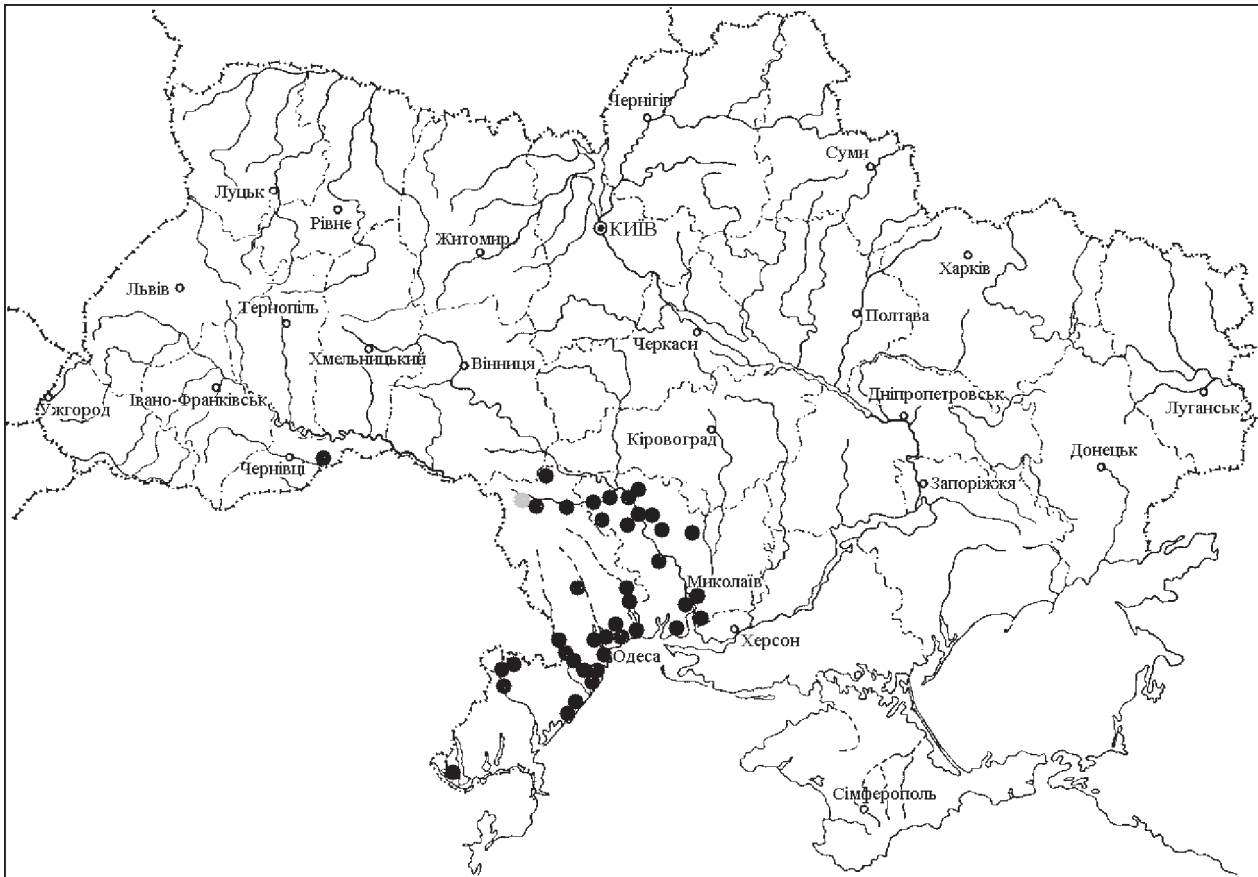 Чернігів
Суми
Луцьк
Рівне
КИЇВ
Житомир
Харків
Львів
Тернопіль
Полтава
Черкаси
Хмельницький
Вінниця
Дніпропетровськ
Ужгород
Івано-Франківськ
Луганськ
Кіровоград
Донецьк
Чернівці
Запоріжжя
Миколаїв
Херсон
Одеса
Сімферополь